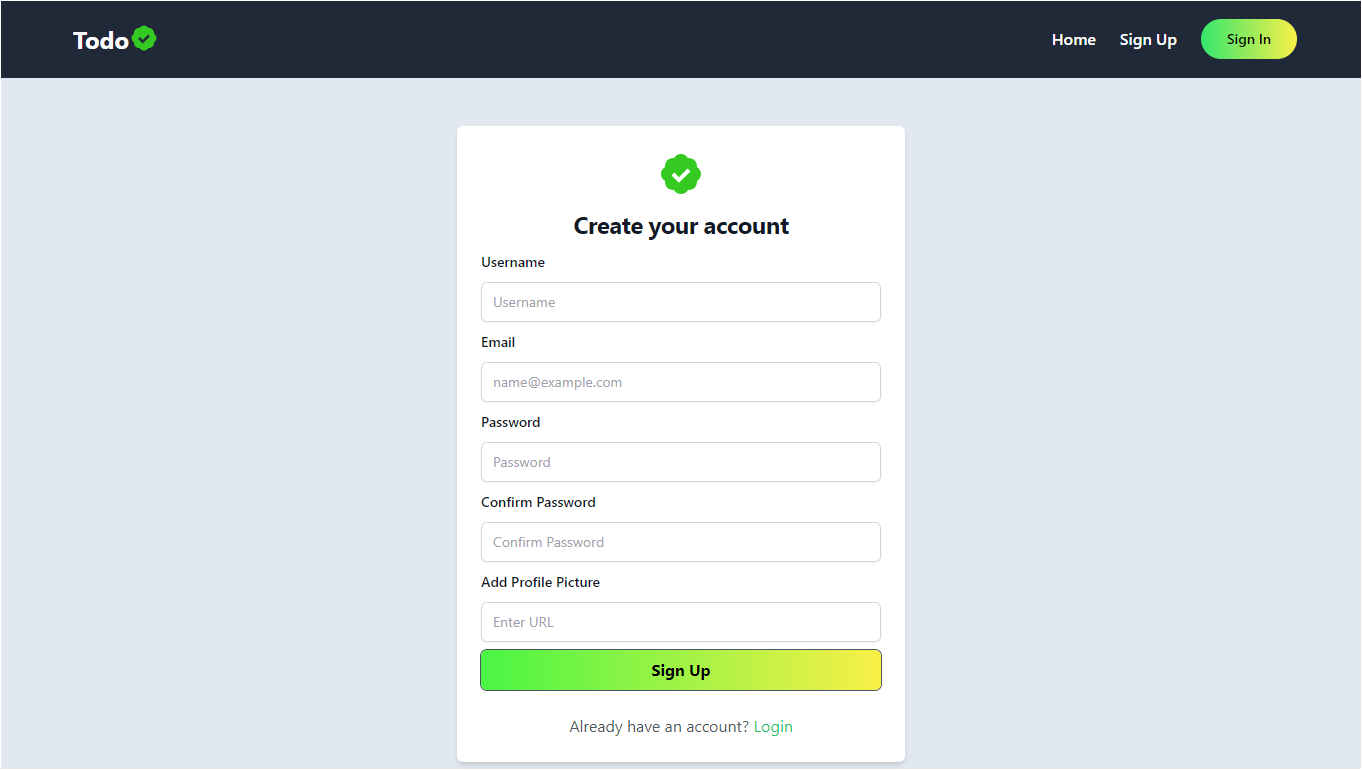 Todo
Home Sign Up Sign In
Create your account
Username
Username
Email
name@example.com
Password
Password
Confirm Password
Confirm Password
Add Profile Picture
Enter URL
Sign Up
Already have an account? Login